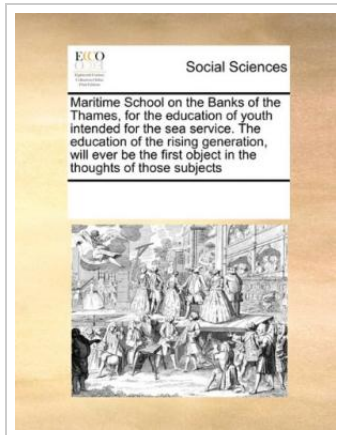 ECCO
Social Sciences
Maritime School on the Banks of the
Thames, for the education of youth
intended for the sea service. The
education of the rising generation,
will ever be the first object in the
thoughts of those subjects